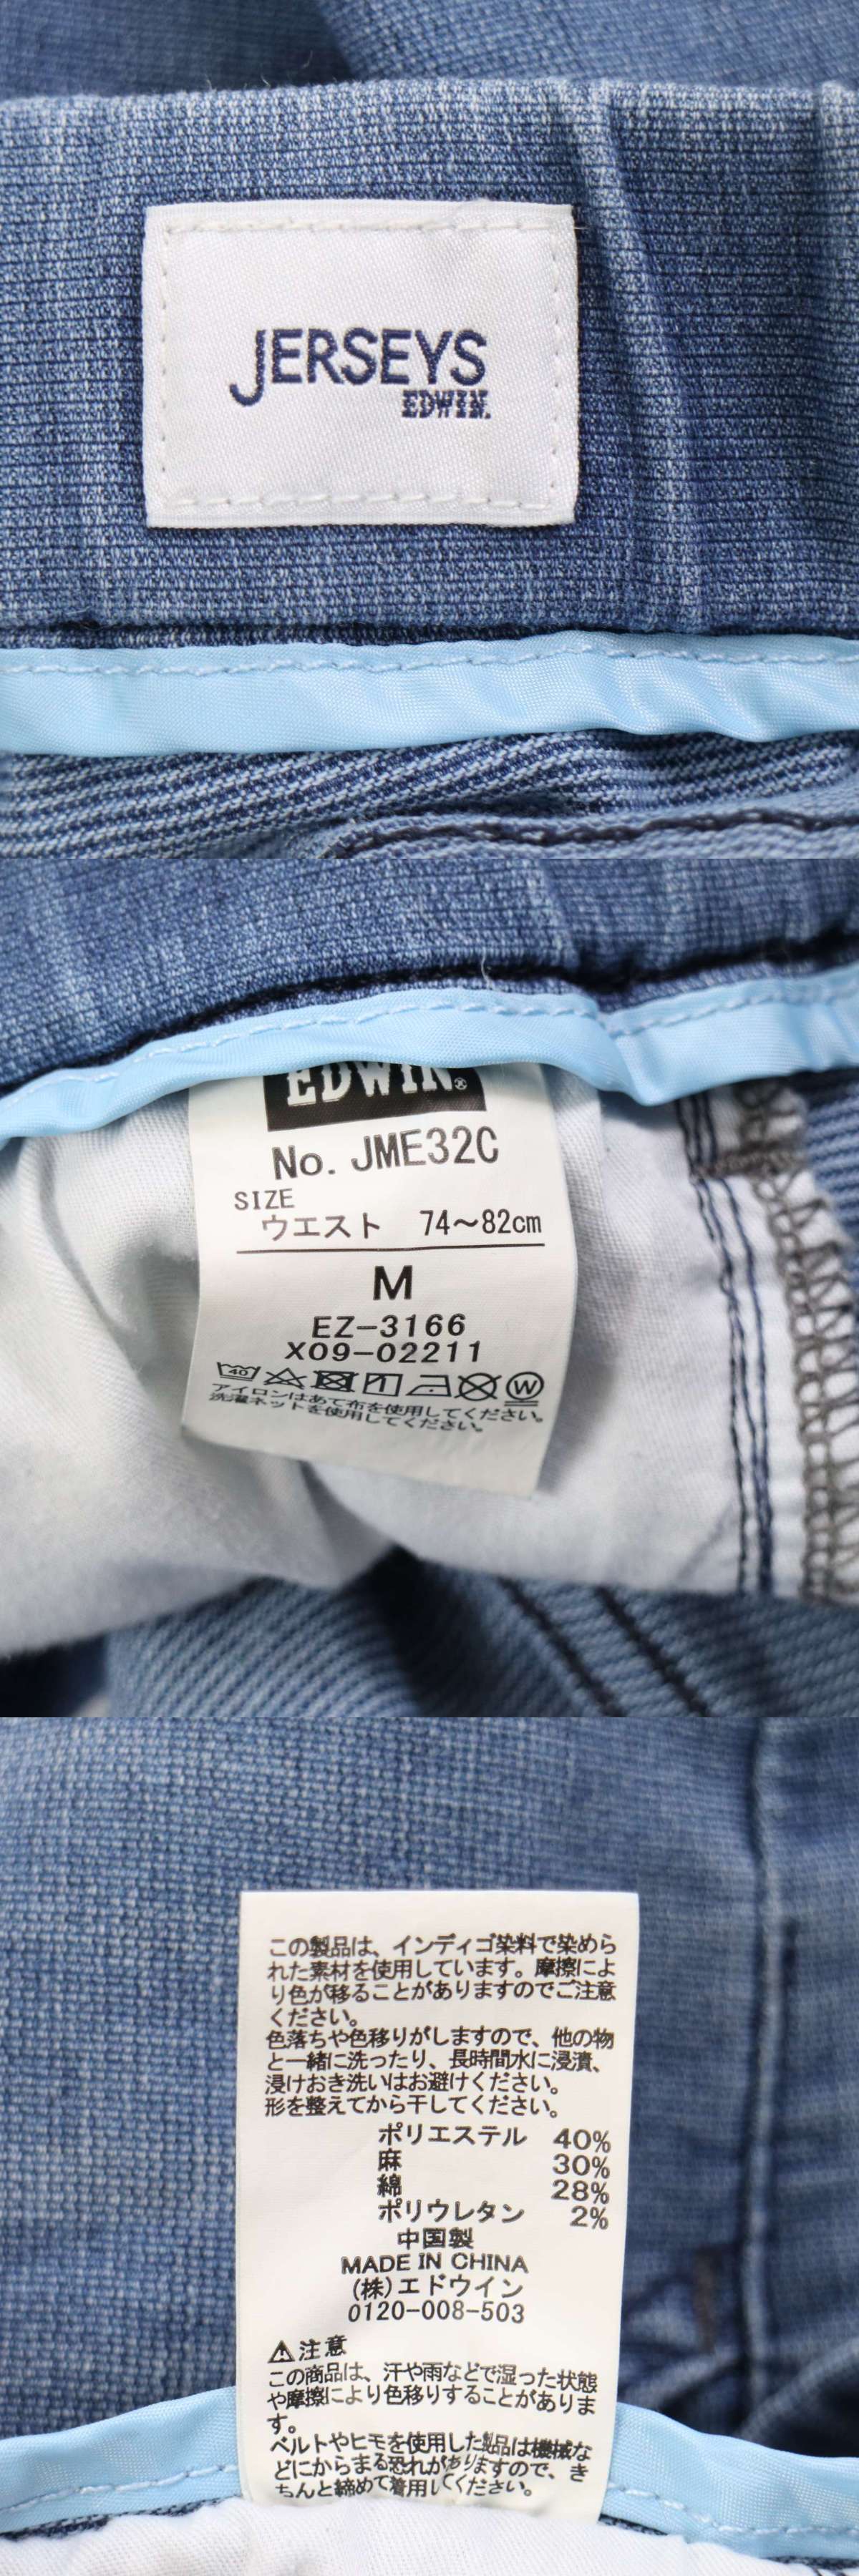 JERSEYS
EDWIN.
EDWIN®
No. JME32C
SIZE
ウエスト 74〜82cm
M
EZ-3166
X09-02211
40 W
アイロンはあて布を使用してください。
洗濯ネットを使用してください。
この製品は、インディゴ染料で染めら
れた素材を使用しています。摩擦によ
り色が移ることがありますのでご注意
ください。
色落ちや色移りがしますので、他の物
と一緒に洗ったり、長時間水に浸漬、
浸けおき洗いはお避けください。
形を整えてから干してください。
ポリエステル 40%
麻 30%
綿 28%
ポリウレタン 2%
中国製
MADE IN CHINA
(株)エドウイン
0120-008-503
⚠注意
この商品は、汗や雨などで湿った状態
や摩擦により色移りすることがありま
す。
ベルトやヒモを使用した製品は機械な
どにからまる恐れがありますので、き
ちんと締めて着用してください。